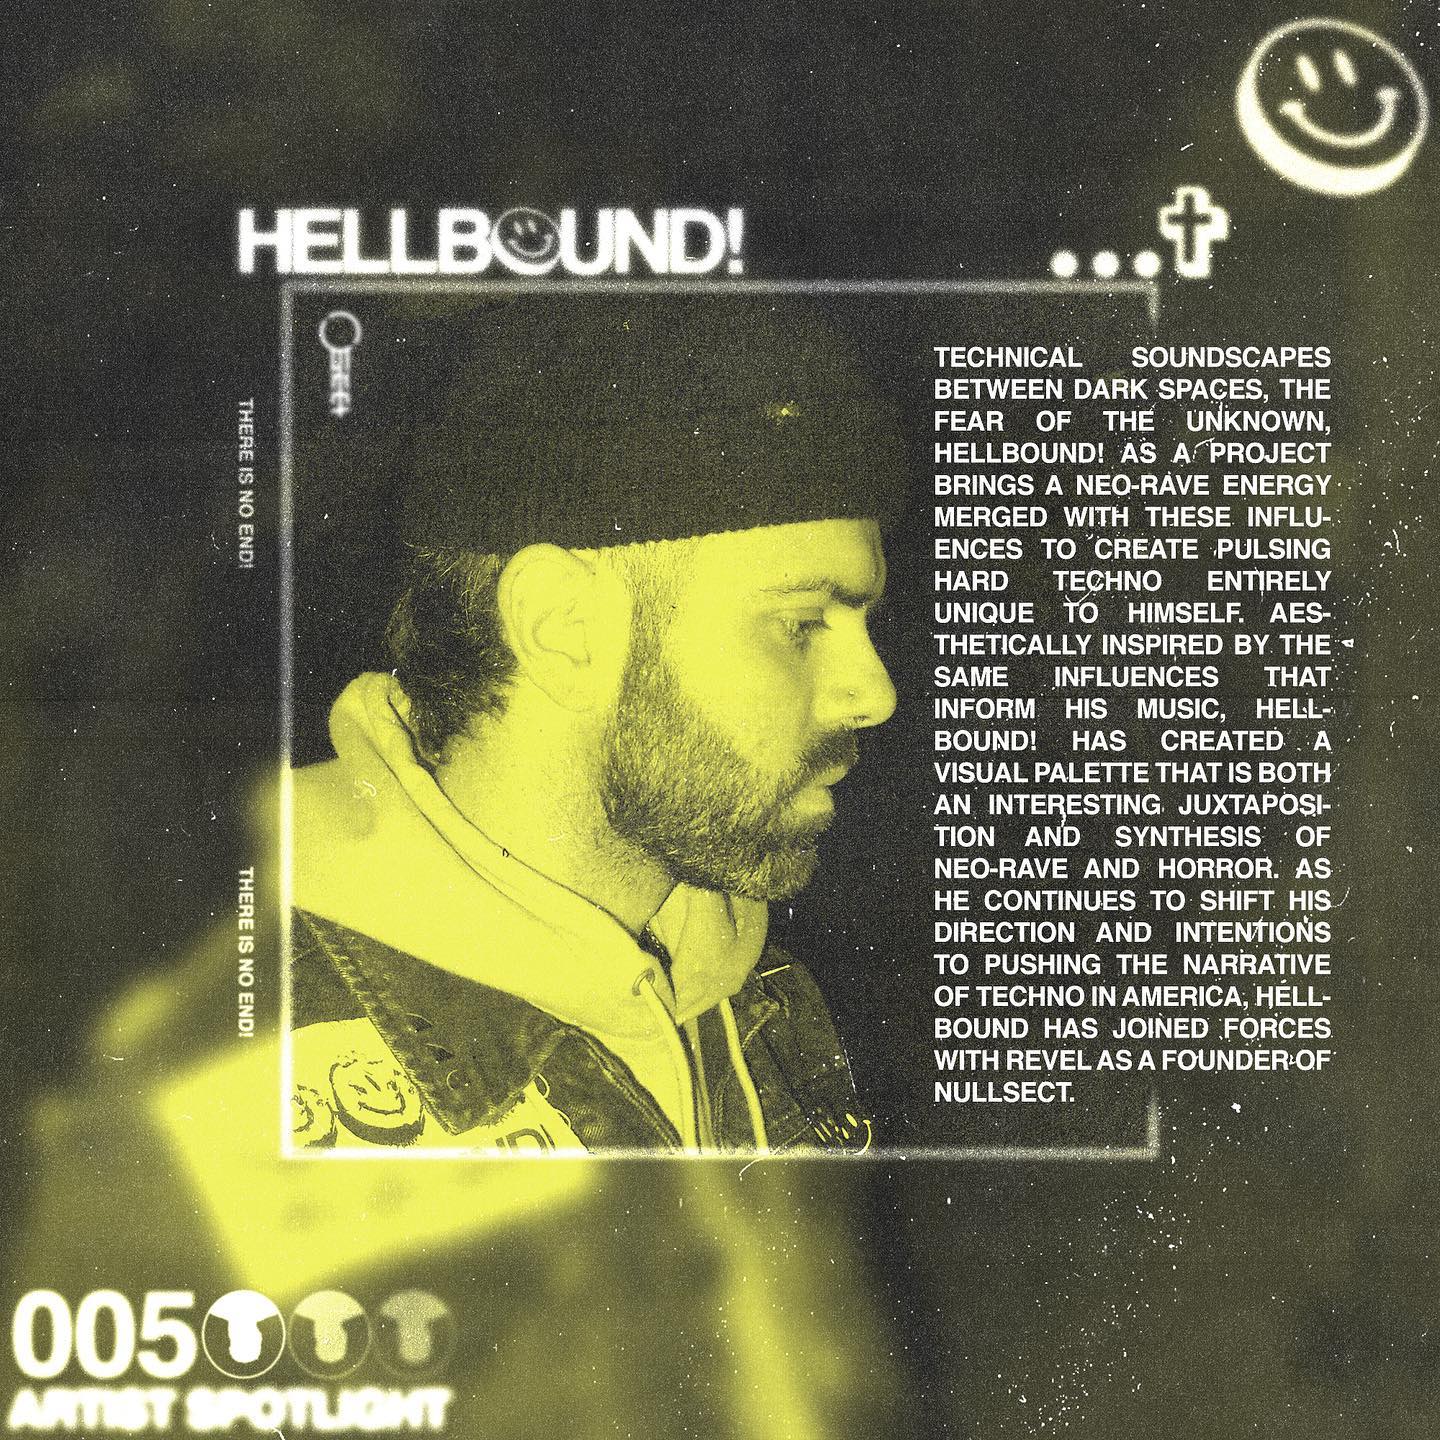 HELLBOUND!
THERE IS NO END!
THERE IS NO END!
TECHNICAL SOUNDSCAPES
BETWEEN DARK SPACES, THE
FEAR OF THE UNKNOWN,
HELLBOUND! AS A PROJECT
BRINGS A NEO-RAVE ENERGY
MERGED WITH THESE INFLU-
ENCES TO CREATE PULSING
HARD TECHNO ENTIRELY
UNIQUE TO HIMSELF. AES-
THETICALLY INSPIRED BY THE
SAME INFLUENCES THAT
INFORM HIS MUSIC, HELL-
BOUND! HAS CREATED A
VISUAL PALETTE THAT IS BOTH
AN INTERESTING JUXTAPOSI-
TION AND SYNTHESIS OF
NEO-RAVE AND HORROR. AS
HE CONTINUES TO SHIFT HIS
DIRECTION AND INTENTIONS
TO PUSHING THE NARRATIVE
OF TECHNO IN AMERICA, HELL-
BOUND HAS JOINED FORCES
WITH REVEL AS A FOUNDER OF
NULLSECT.
005
ARTIST SPOTLIGHT